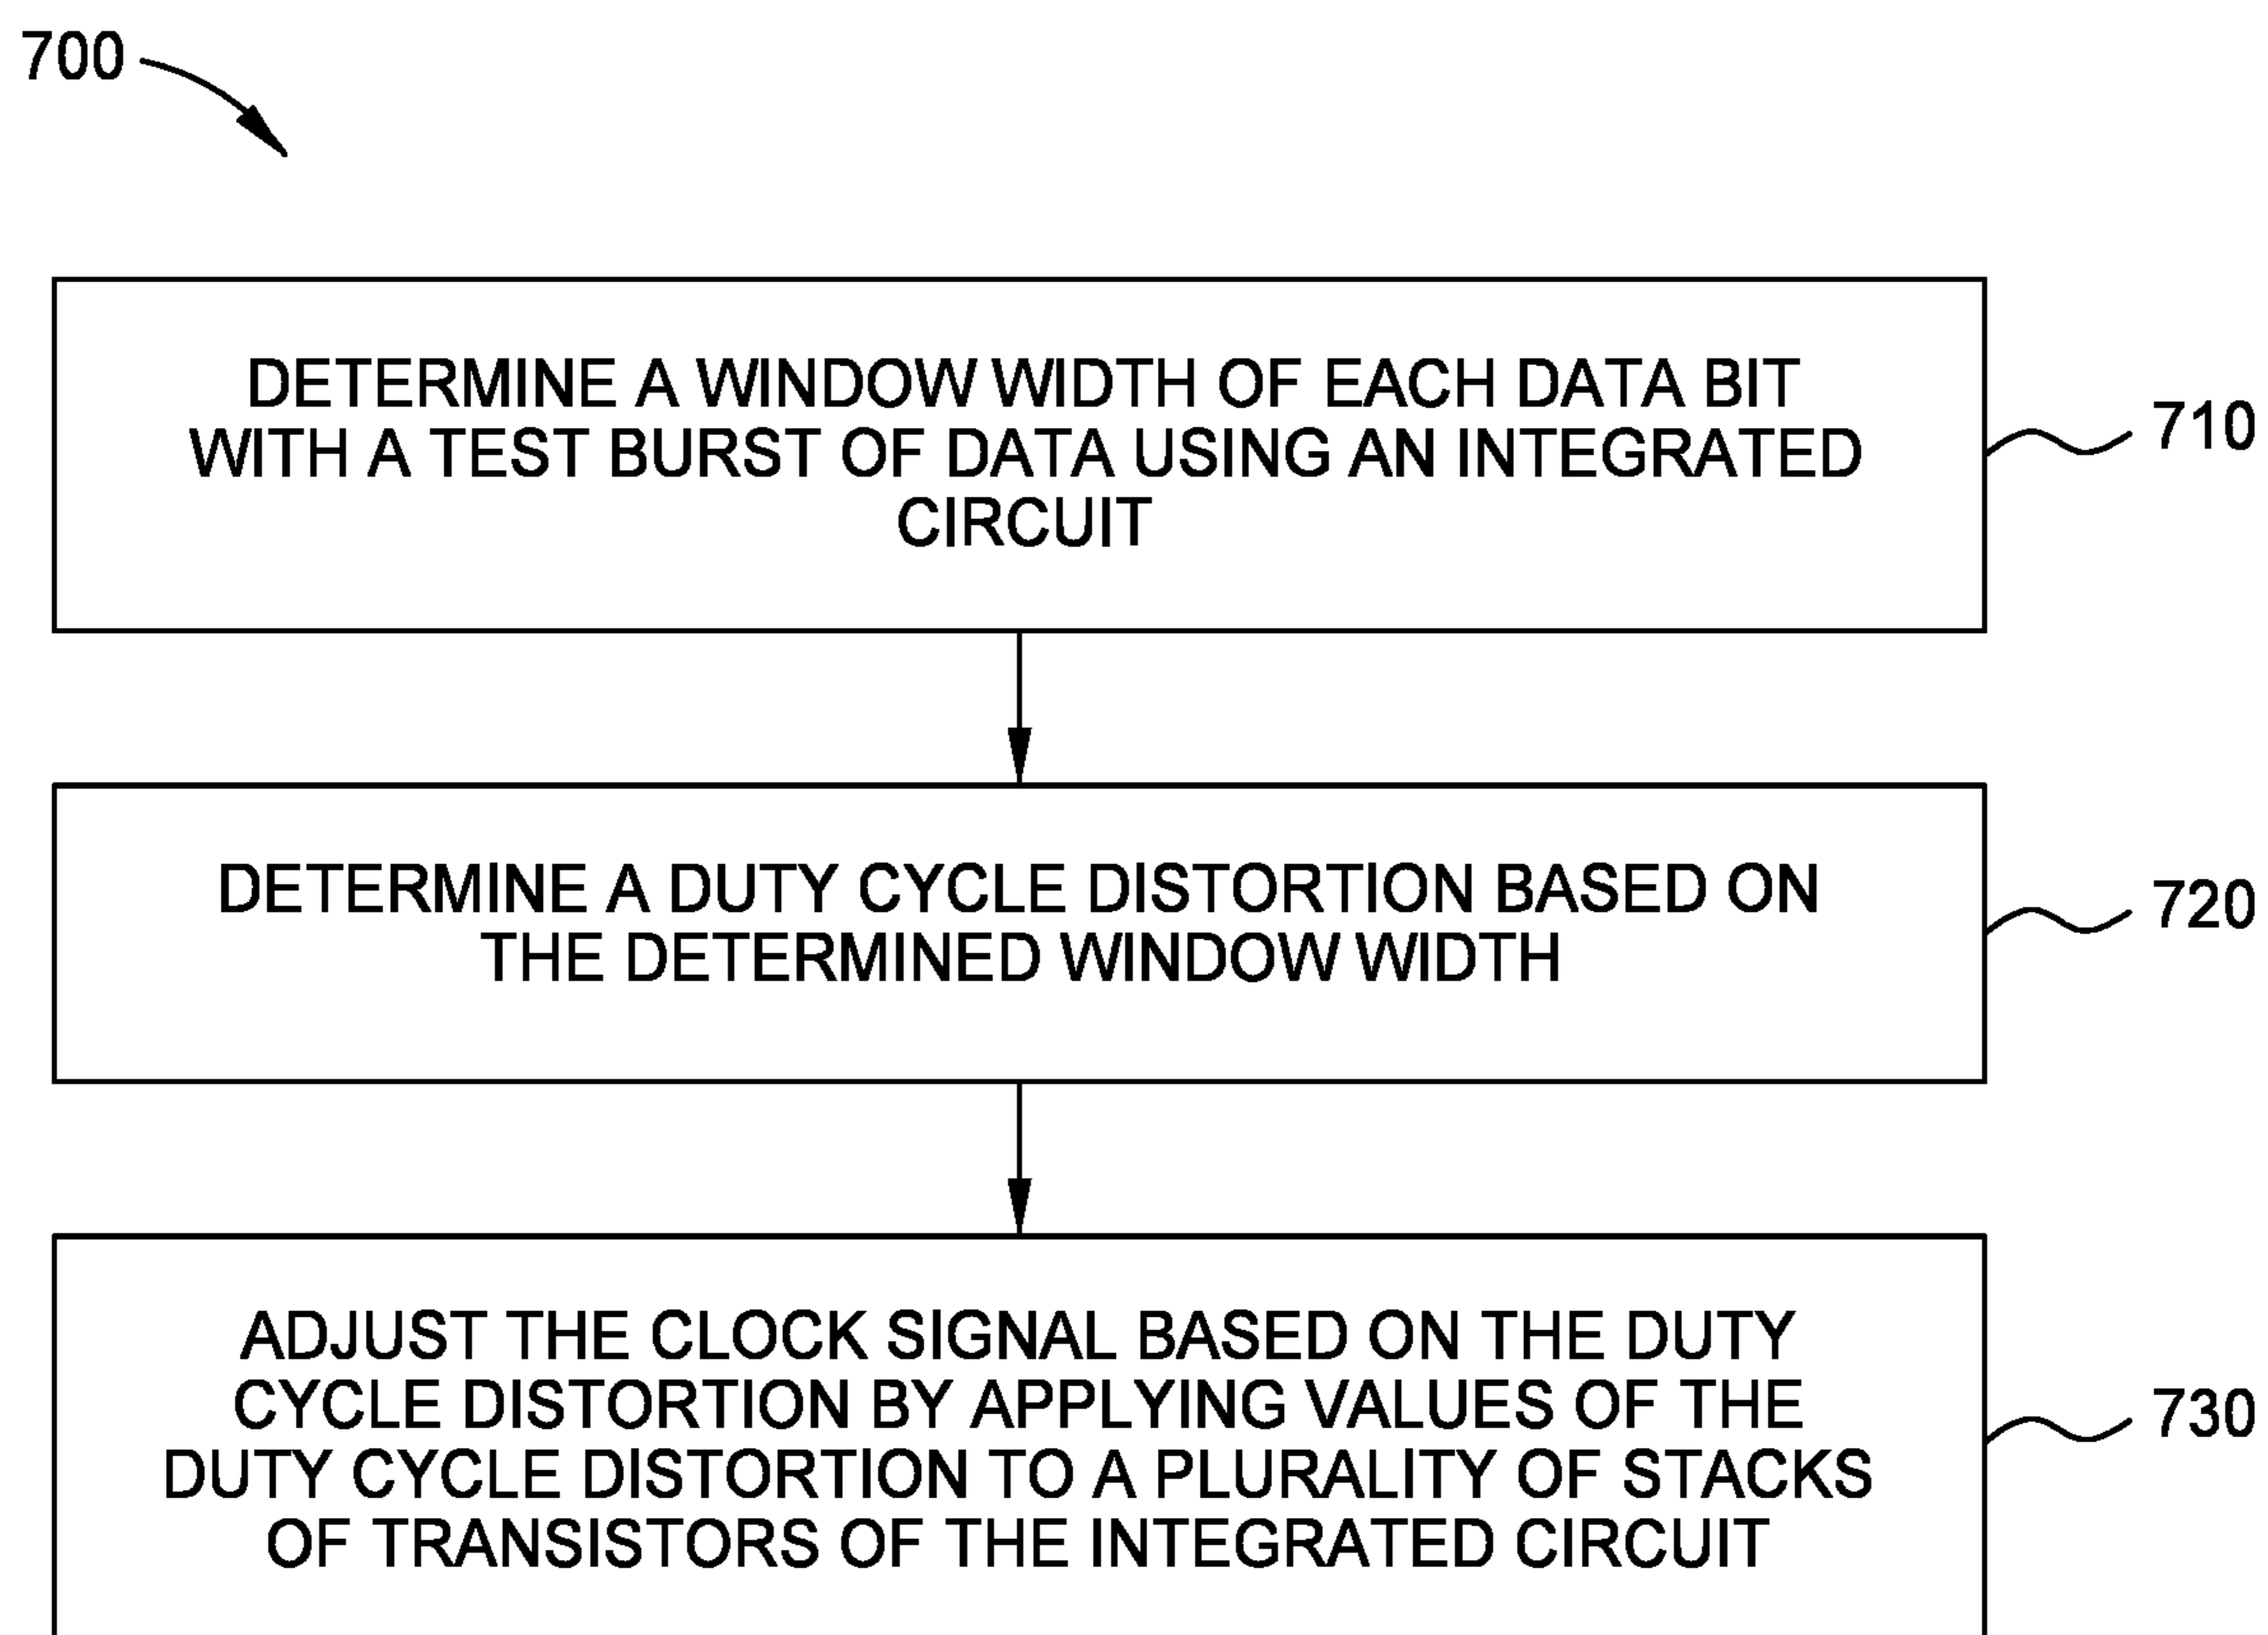 700
DETERMINE A WINDOW WIDTH OF EACH DATA BIT
WITH A TEST BURST OF DATA USING AN INTEGRATED
CIRCUIT
710
DETERMINE A DUTY CYCLE DISTORTION BASED ON
THE DETERMINED WINDOW WIDTH
720
ADJUST THE CLOCK SIGNAL BASED ON THE DUTY
CYCLE DISTORTION BY APPLYING VALUES OF THE
DUTY CYCLE DISTORTION TO A PLURALITY OF STACKS
OF TRANSISTORS OF THE INTEGRATED CIRCUIT
730